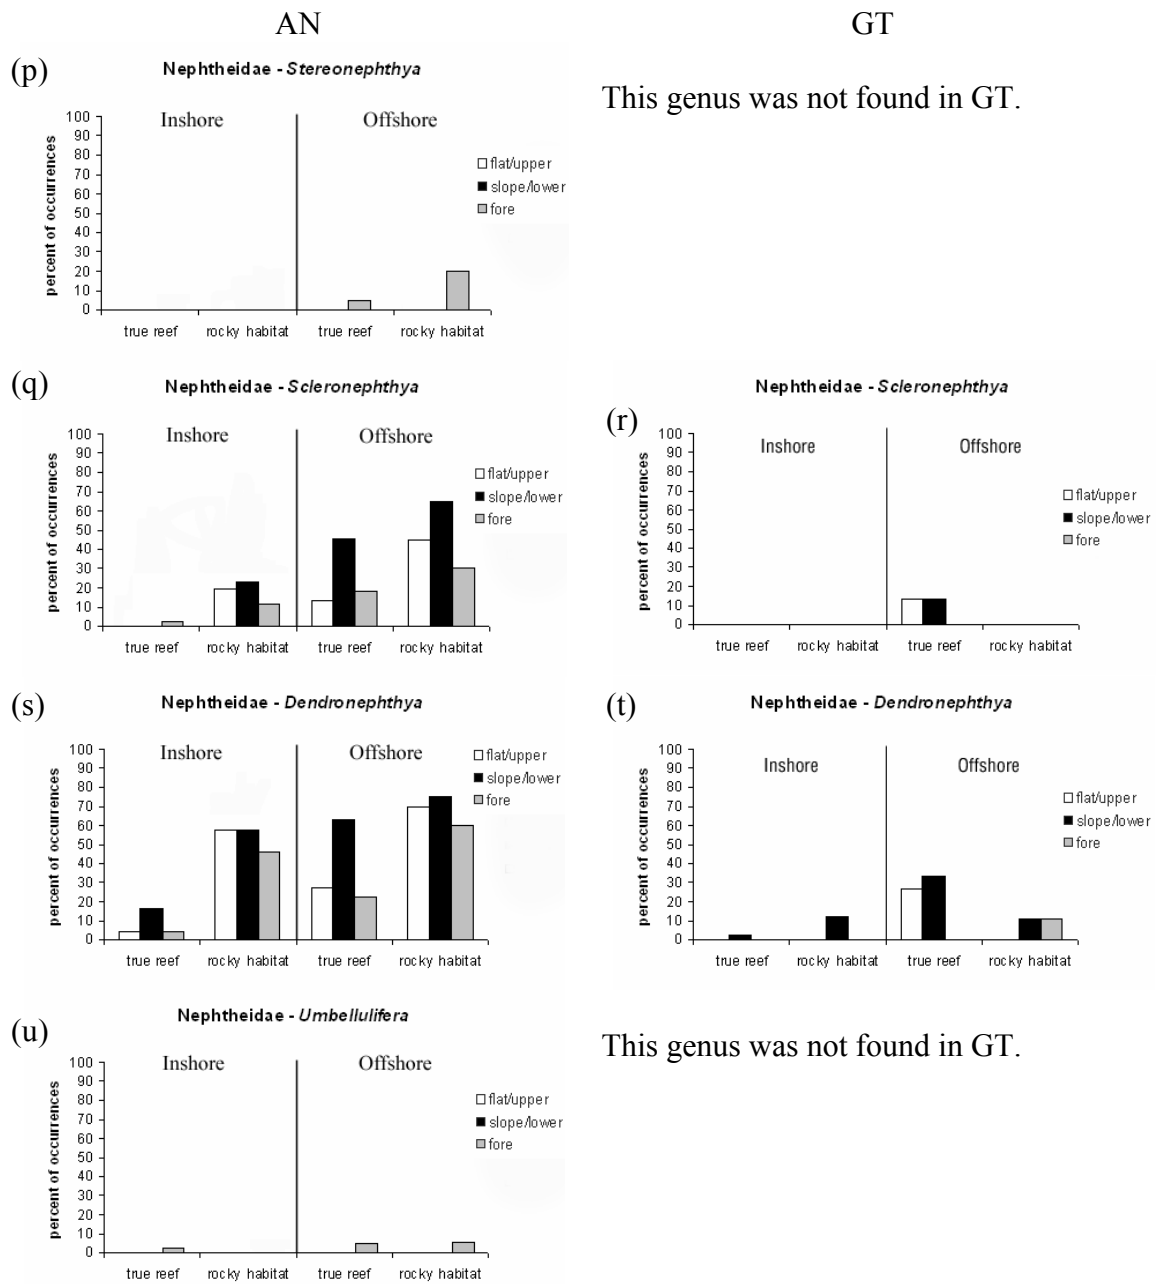 AN GT
(p) Nephtheidae - Stereonephthya
This genus was not found in GT.
Inshore Offshore
percent of occurrences
100
90
80
70
60
50
40
30
20
10
0
flat/upper
slope/lower
fore
true reef rocky habitat true reef rocky habitat
(q) Nephtheidae - Scleronephthya
Inshore Offshore
percent of occurrences
100
90
80
70
60
50
40
30
20
10
0
flat/upper
slope/lower
fore
true reef rocky habitat true reef rocky habitat
Nephtheidae - Scleronephthya
(r)
Inshore Offshore
percent of occurrences
100
90
80
70
60
50
40
30
20
10
0
flat/upper
slope/lower
fore
true reef rocky habitat true reef rocky habitat
(s) Nephtheidae - Dendronephthya
Inshore Offshore
percent of occurrences
100
90
80
70
60
50
40
30
20
10
0
flat/upper
slope/lower
fore
true reef rocky habitat true reef rocky habitat
(t) Nephtheidae - Dendronephthya
Inshore Offshore
percent of occurrences
100
90
80
70
60
50
40
30
20
10
0
flat/upper
slope/lower
fore
true reef rocky habitat true reef rocky habitat
Nephtheidae - Umbellulifera
(u)
This genus was not found in GT.
Inshore Offshore
percent of occurrences
100
90
80
70
60
50
40
30
20
10
0
flat/upper
slope/lower
fore
true reef rocky habitat true reef rocky habitat